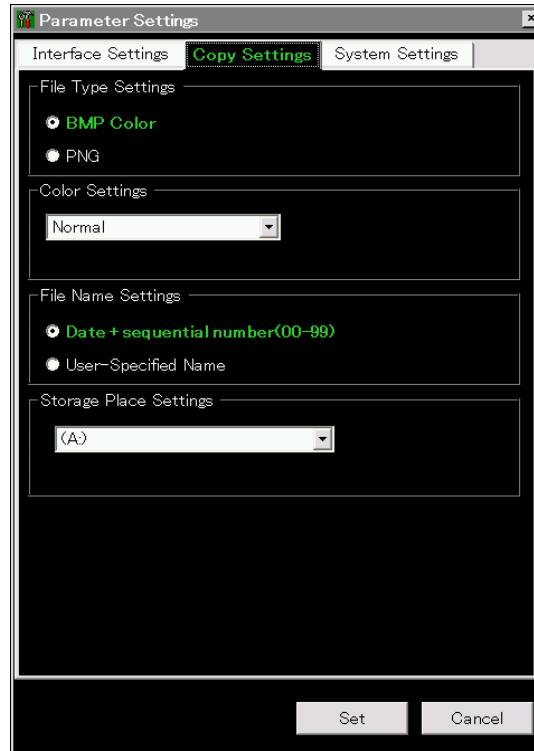 Parameter Settings
Interface Settings Copy Settings System Settings
File Type Settings
BMP Color
PNG
Color Settings
Normal
File Name Settings
Date+sequential number(00-99)
User-Specified Name
Storage Place Settings
(A:)
Set Cancel